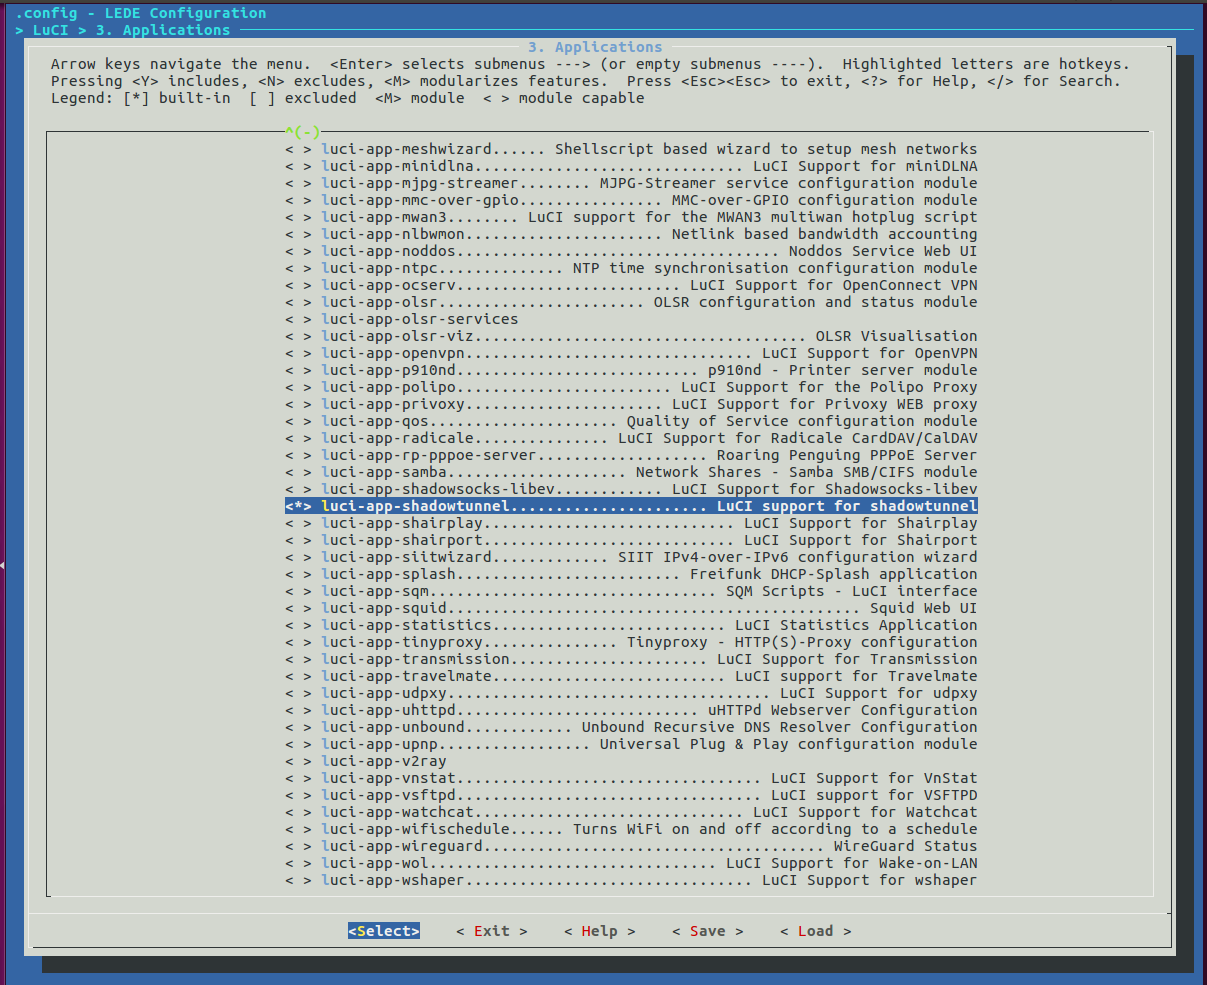 .config - LEDE Configuration
> LuCI > 3. Applications
3. Applications
Arrow keys navigate the menu.  <Enter> selects submenus ---> (or empty submenus ----).  Highlighted letters are hotkeys.
Pressing <Y> includes, <N> excludes, <M> modularizes features.  Press <Esc><Esc> to exit, <?> for Help, </> for Search.
Legend: [*] built-in  [ ] excluded  <M> module  < > module capable
^(-)
< > luci-app-meshwizard...... Shellscript based wizard to setup mesh networks
< > luci-app-minidlna.............................. LuCI Support for miniDLNA
< > luci-app-mjpg-streamer........ MJPG-Streamer service configuration module
< > luci-app-mmc-over-gpio................ MMC-over-GPIO configuration module
< > luci-app-mwan3........ LuCI support for the MWAN3 multiwan hotplug script
< > luci-app-nlbwmon...................... Netlink based bandwidth accounting
< > luci-app-noddos.................................... Noddos Service Web UI
< > luci-app-ntpc.............. NTP time synchronisation configuration module
< > luci-app-ocserv......................... LuCI Support for OpenConnect VPN
< > luci-app-olsr....................... OLSR configuration and status module
< > luci-app-olsr-services
< > luci-app-olsr-viz..................................... OLSR Visualisation
< > luci-app-openvpn................................ LuCI Support for OpenVPN
< > luci-app-p910nd........................... p910nd - Printer server module
< > luci-app-polipo........................ LuCI Support for the Polipo Proxy
< > luci-app-privoxy...................... LuCI Support for Privoxy WEB proxy
< > luci-app-qos..................... Quality of Service configuration module
< > luci-app-radicale............... LuCI Support for Radicale CardDAV/CalDAV
< > luci-app-rp-pppoe-server................... Roaring Penguing PPPoE Server
< > luci-app-samba.................... Network Shares - Samba SMB/CIFS module
< > luci-app-shadowsocks-libev............ LuCI Support for Shadowsocks-libev
<*> luci-app-shadowtunnel...................... LuCI support for shadowtunnel
< > luci-app-shairplay............................ LuCI Support for Shairplay
< > luci-app-shairport............................ LuCI Support for Shairport
< > luci-app-siitwizard............. SIIT IPv4-over-IPv6 configuration wizard
< > luci-app-splash......................... Freifunk DHCP-Splash application
< > luci-app-sqm................................ SQM Scripts - LuCI interface
< > luci-app-squid.............................................. Squid Web UI
< > luci-app-statistics.......................... LuCI Statistics Application
< > luci-app-tinyproxy............... Tinyproxy - HTTP(S)-Proxy configuration
< > luci-app-transmission...................... LuCI Support for Transmission
< > luci-app-travelmate.......................... LuCI support for Travelmate
< > luci-app-udpxy.................................... LuCI Support for udpxy
< > luci-app-uhttpd........................... uHTTPd Webserver Configuration
< > luci-app-unbound............ Unbound Recursive DNS Resolver Configuration
< > luci-app-upnp................. Universal Plug & Play configuration module
< > luci-app-v2ray
< > luci-app-vnstat.................................. LuCI Support for VnStat
< > luci-app-vsftpd.................................. LuCI support for VSFTPD
< > luci-app-watchcat.............................. LuCI Support for Watchcat
< > luci-app-wifischedule...... Turns WiFi on and off according to a schedule
< > luci-app-wireguard...................................... WireGuard Status
< > luci-app-wol................................ LuCI Support for Wake-on-LAN
< > luci-app-wshaper................................ LuCI Support for wshaper
<Select>    < Exit >    < Help >    < Save >    < Load >